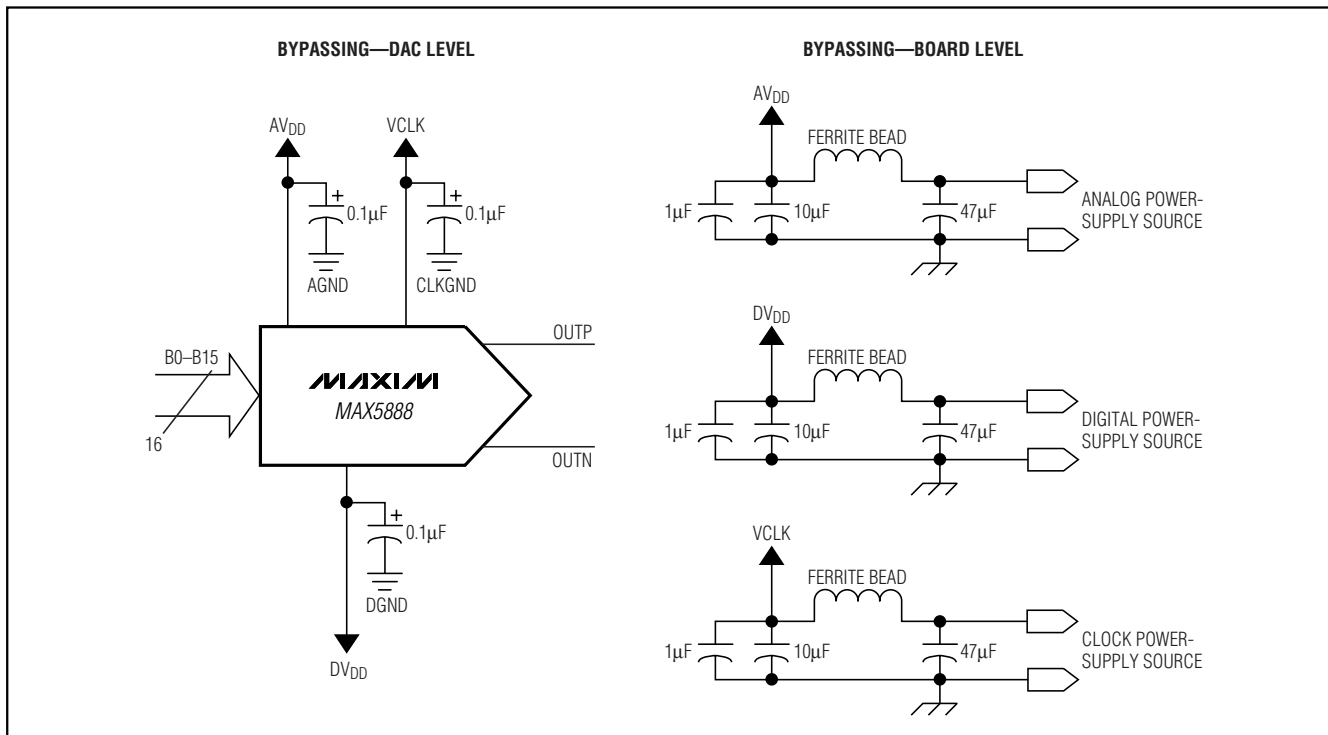 BYPASSING—DAC LEVEL
AVDD
VCLK
+
0.1µF
+
0.1µF
AGND
CLKGND
B0–B15
16
MAXIM
MAX5888
OUTP
OUTN
+
0.1µF
DGND
DVDD
BYPASSING—BOARD LEVEL
AVDD
FERRITE BEAD
1µF
10µF
47µF
ANALOG POWER-
SUPPLY SOURCE
DVDD
FERRITE BEAD
1µF
10µF
47µF
DIGITAL POWER-
SUPPLY SOURCE
VCLK
FERRITE BEAD
1µF
10µF
47µF
CLOCK POWER-
SUPPLY SOURCE